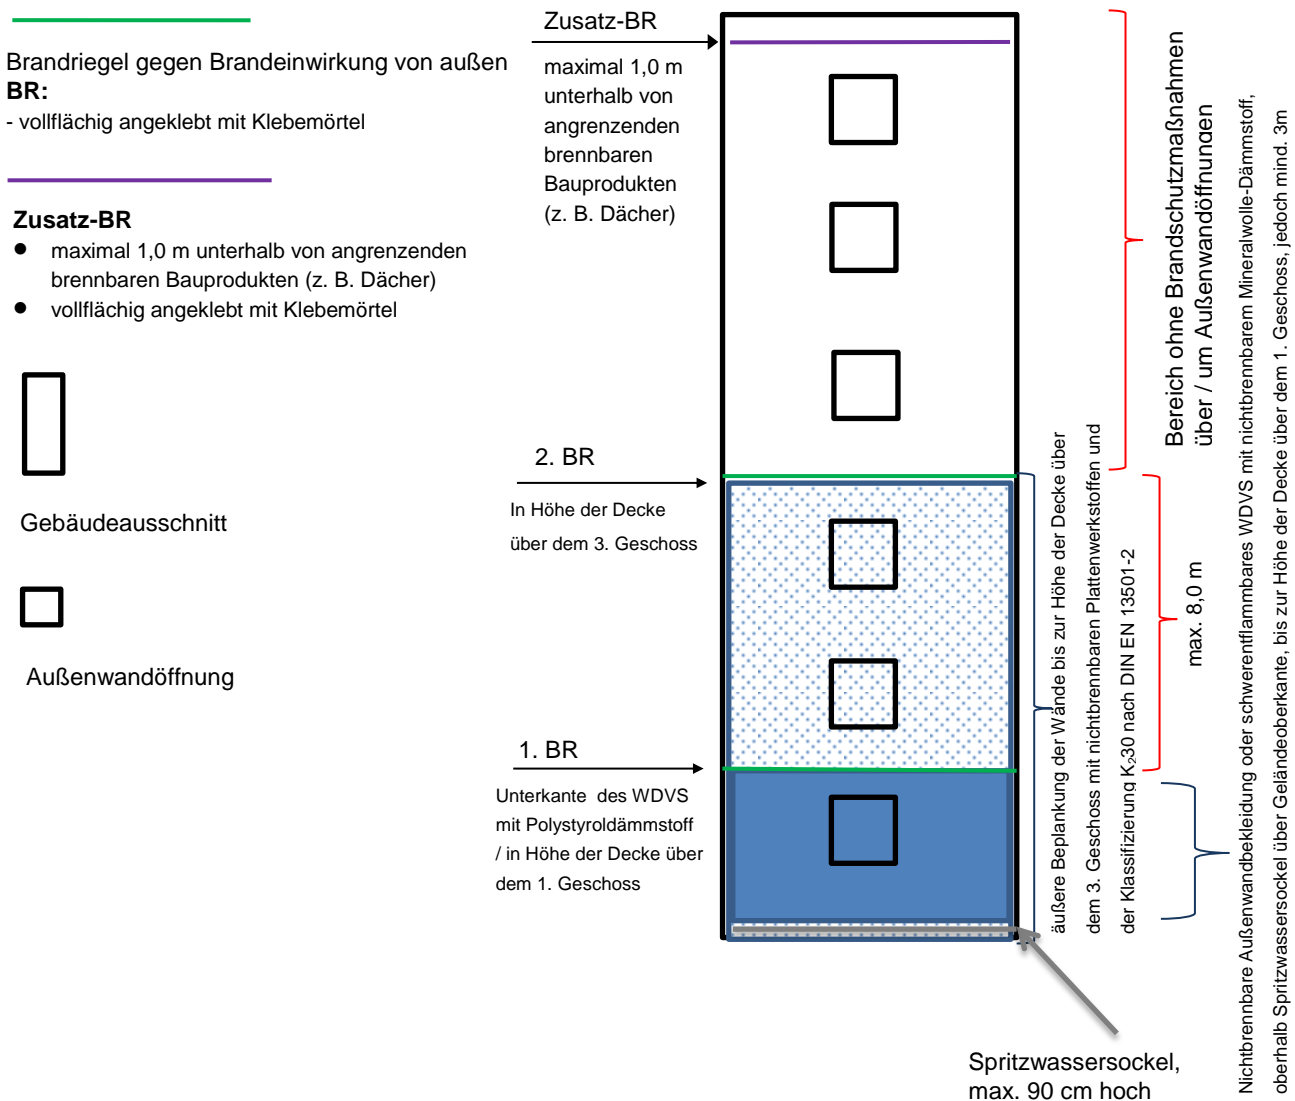 Brandriegel gegen Brandeinwirkung von außen
BR:
- vollflächig angeklebt mit Klebemörtel
Zusatz-BR
● maximal 1,0 m unterhalb von angrenzenden
brennbaren Bauprodukten (z. B. Dächer)
● vollflächig angeklebt mit Klebemörtel
Gebäudeausschnitt
Außenwandöffnung
Zusatz-BR
maximal 1,0 m
unterhalb von
angrenzenden
brennbaren
Bauprodukten
(z. B. Dächer)
2. BR
In Höhe der Decke
über dem 3. Geschoss
1. BR
Unterkante des WDVS
mit Polystyroldämmstoff
/ in Höhe der Decke über
dem 1. Geschoss
äußere Beplankung der Wände bis zur Höhe der Decke über
dem 3. Geschoss mit nichtbrennbaren Plattenwerkstoffen und
der Klassifizierung K₂30 nach DIN EN 13501-2
Bereich ohne Brandschutzmaßnahmen
über / um Außenwandöffnungen
max. 8,0 m
Nichtbrennbare Außenwandbekleidung oder schwerentflammbares WDVS mit nichtbrennbarem Mineralwolle-Dämmstoff,
oberhalb Spritzwassersockel über Geländeoberkante, bis zur Höhe der Decke über dem 1. Geschoss, jedoch mind. 3m
Spritzwassersockel,
max. 90 cm hoch